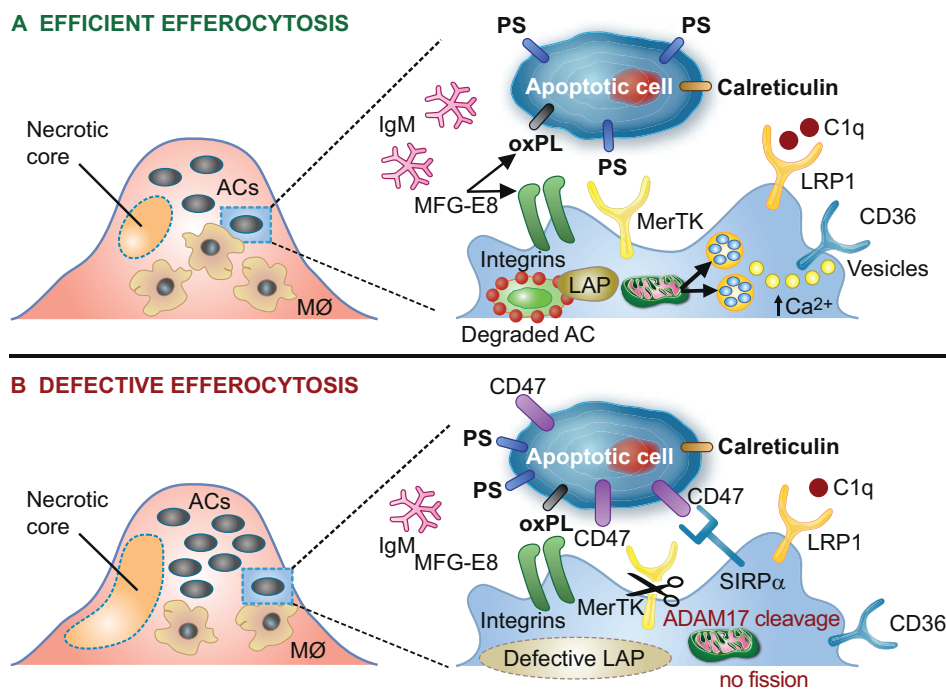 A EFFICIENT EFFEROCYTOSIS
PS
PS
Apoptotic cell
Calreticulin
Necrotic
core
IgM
oxPL
PS
C1q
ACs
LRP1
MFG-E8
MerTK
CD36
Integrins
Vesicles
LAP
MØ
↑Ca²⁺
Degraded AC
B DEFECTIVE EFFEROCYTOSIS
CD47
PS
Calreticulin
Apoptotic cell
PS
CD47
C1q
Necrotic
core
ACs
oxPL
CD47
IgM
MFG-E8
LRP1
SIRPα
MerTK
Integrins
ADAM17 cleavage
CD36
MØ
Defective LAP
no fission